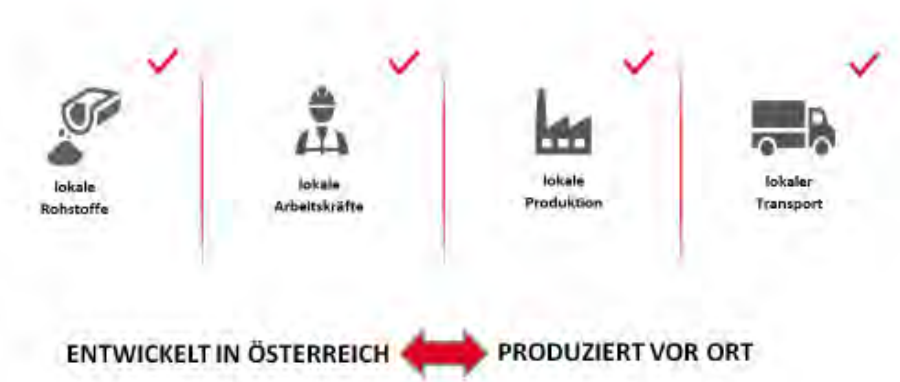 lokale
Rohstoffe
lokale
Arbeitskräfte
lokale
Produktion
lokaler
Transport
ENTWICKELT IN ÖSTERREICH PRODUZIERT VOR ORT